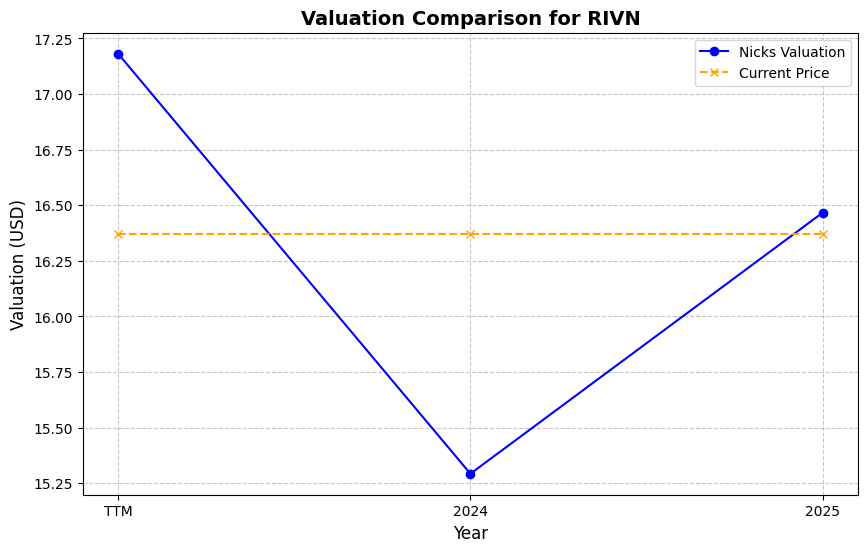 Valuation Comparison for RIVN
Nicks Valuation
Current Price
Valuation (USD)
17.25
17.00
16.75
16.50
16.25
16.00
15.75
15.50
15.25
TTM
2024
2025
Year